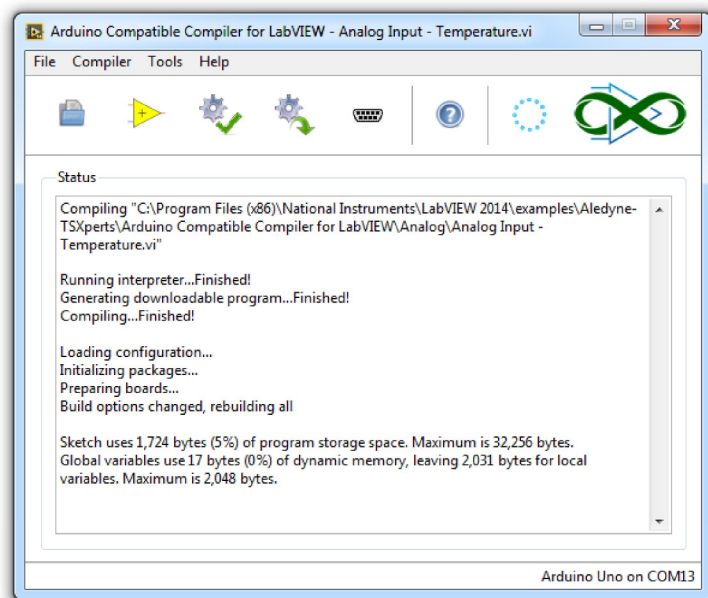 Arduino Compatible Compiler for LabVIEW - Analog Input - Temperature.vi
File Compiler Tools Help
Status
Compiling "C:\Program Files (x86)\National Instruments\LabVIEW 2014\examples\Aledyne-
TSXperts\Arduino Compatible Compiler for LabVIEW\Analog\Analog Input -
Temperature.vi"
Running interpreter...Finished!
Generating downloadable program...Finished!
Compiling...Finished!
Loading configuration...
Initializing packages...
Preparing boards...
Build options changed, rebuilding all
Sketch uses 1,724 bytes (5%) of program storage space. Maximum is 32,256 bytes.
Global variables use 17 bytes (0%) of dynamic memory, leaving 2,031 bytes for local
variables. Maximum is 2,048 bytes.
Arduino Uno on COM13